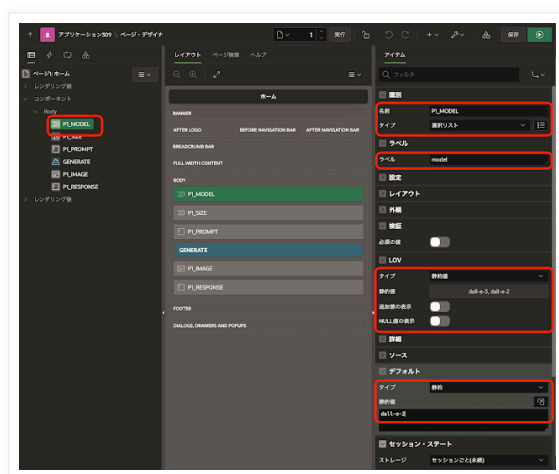 アプリケーション509 \ ページ・デザイナ
1
実行
保存
ページ1: ホーム
レンダリング前
コンポーネント
Body
P1_MODEL
P1_SIZE
P1_PROMPT
GENERATE
P1_IMAGE
P1_RESPONSE
レンダリング後
レイアウト ページ検索 ヘルプ
ホーム
BANNER
AFTER LOGO BEFORE NAVIGATION BAR AFTER NAVIGATION BAR
BREADCRUMB BAR
FULL WIDTH CONTENT
BODY
P1_MODEL
P1_SIZE
P1_PROMPT
GENERATE
P1_IMAGE
P1_RESPONSE
FOOTER
DIALOGS, DRAWERS AND POPUPS
アイテム
フィルタ
識別
名前 P1_MODEL
タイプ 選択リスト
ラベル
ラベル model
設定
レイアウト
外観
検証
必須の値
LOV
タイプ 静的値
静的値 dall-e-3, dall-e-2
追加値の表示
NULL値の表示
詳細
ソース
デフォルト
タイプ 静的
静的値
dall-e-2
セッション・ステート
ストレージ セッションごと(永続)